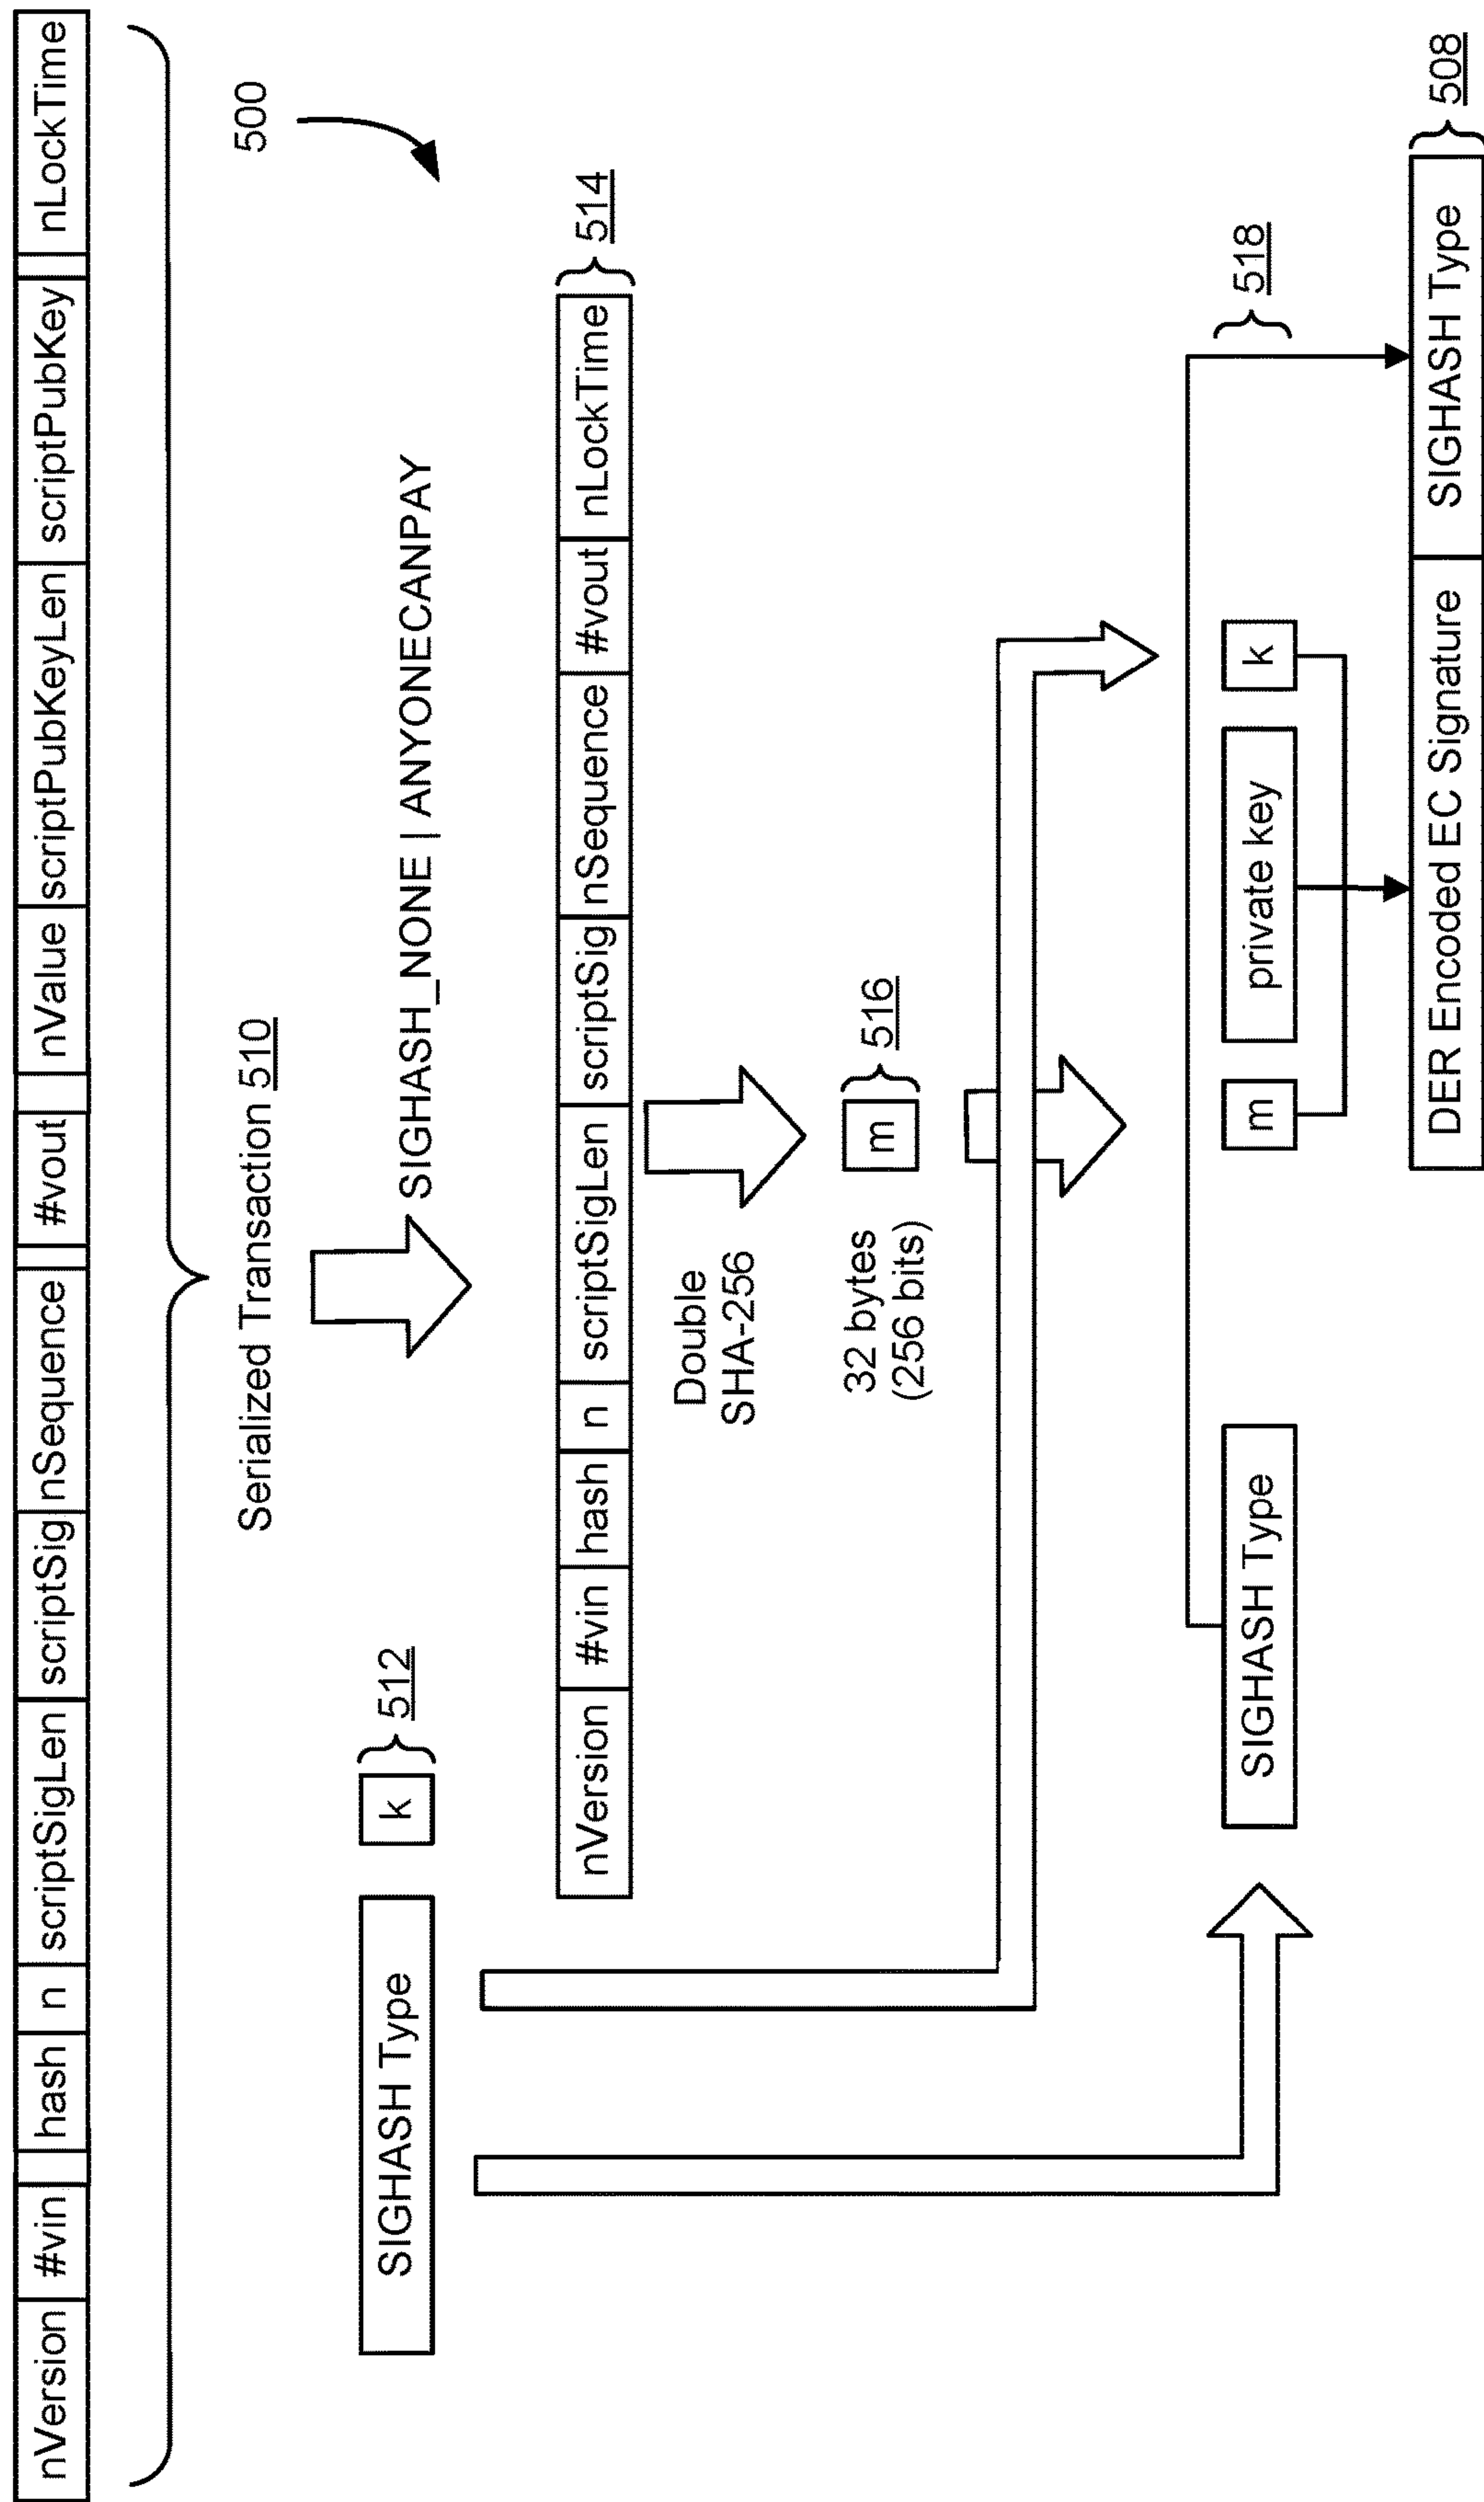 nVersion #vin hash n scriptSigLen scriptSig nSequence #vout nValue scriptPubKeyLen scriptPubKey nLockTime
Serialized Transaction 510
500
SIGHASH Type k 512
SIGHASH_NONE | ANYONECANPAY
nVersion #vin hash n scriptSigLen scriptSig nSequence #vout nLockTime 514
Double
SHA-256
32 bytes
(256 bits)
m 516
SIGHASH Type m private key k 518
DER Encoded EC Signature SIGHASH Type 508